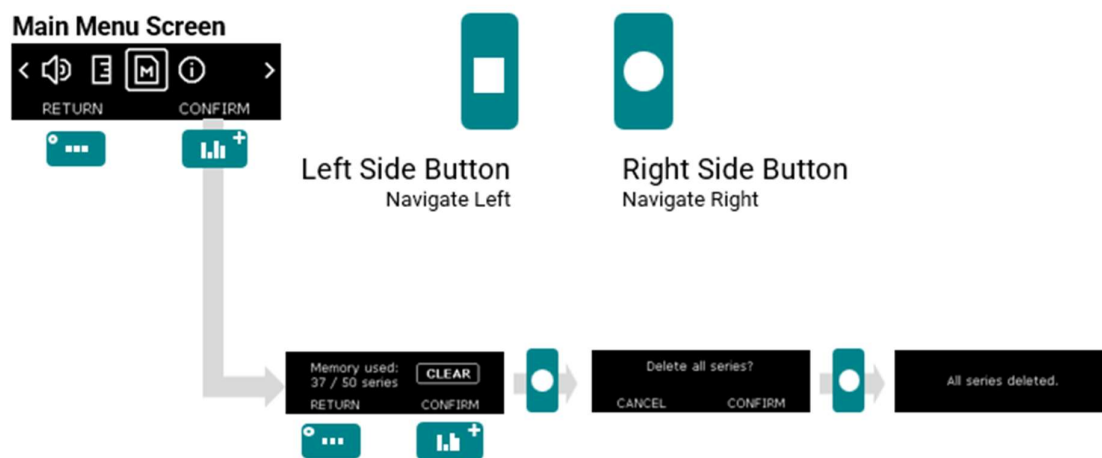 Main Menu Screen
M
RETURN CONFIRM
Left Side Button
Navigate Left
Right Side Button
Navigate Right
Memory used:
37 / 50 series
CLEAR
RETURN CONFIRM
Delete all series?
CANCEL CONFIRM
All series deleted.